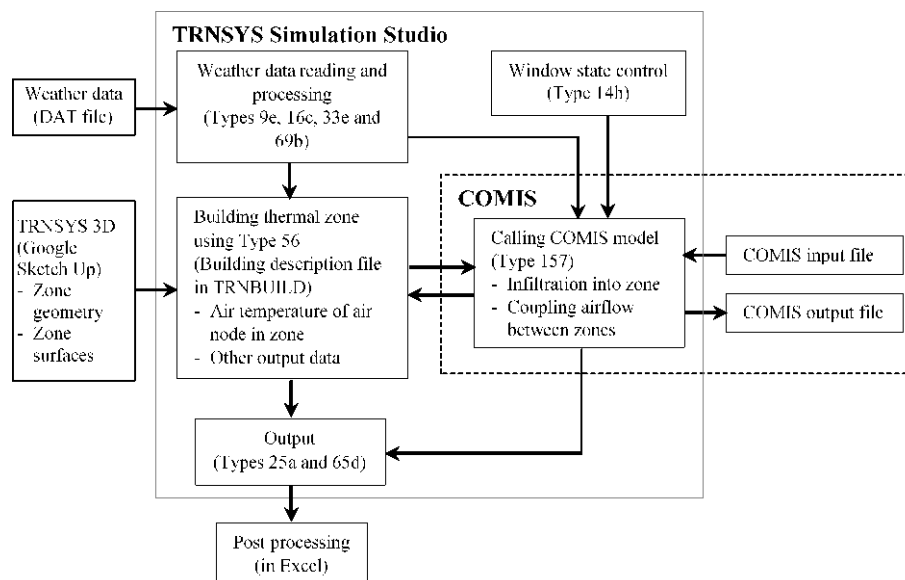 TRNSYS Simulation Studio
Weather data
(DAT file)
Weather data reading and
processing
(Types 9e, 16c, 33e and
69b)
Window state control
(Type 14h)
TRNSYS 3D
(Google
Sketch Up)
- Zone
geometry
- Zone
surfaces
Building thermal zone
using Type 56
(Building description file
in TRNBUILD)
- Air temperature of air
node in zone
- Other output data
COMIS
Calling COMIS model
(Type 157)
- Infiltration into zone
- Coupling airflow
between zones
COMIS input file
COMIS output file
Output
(Types 25a and 65d)
Post processing
(in Excel)